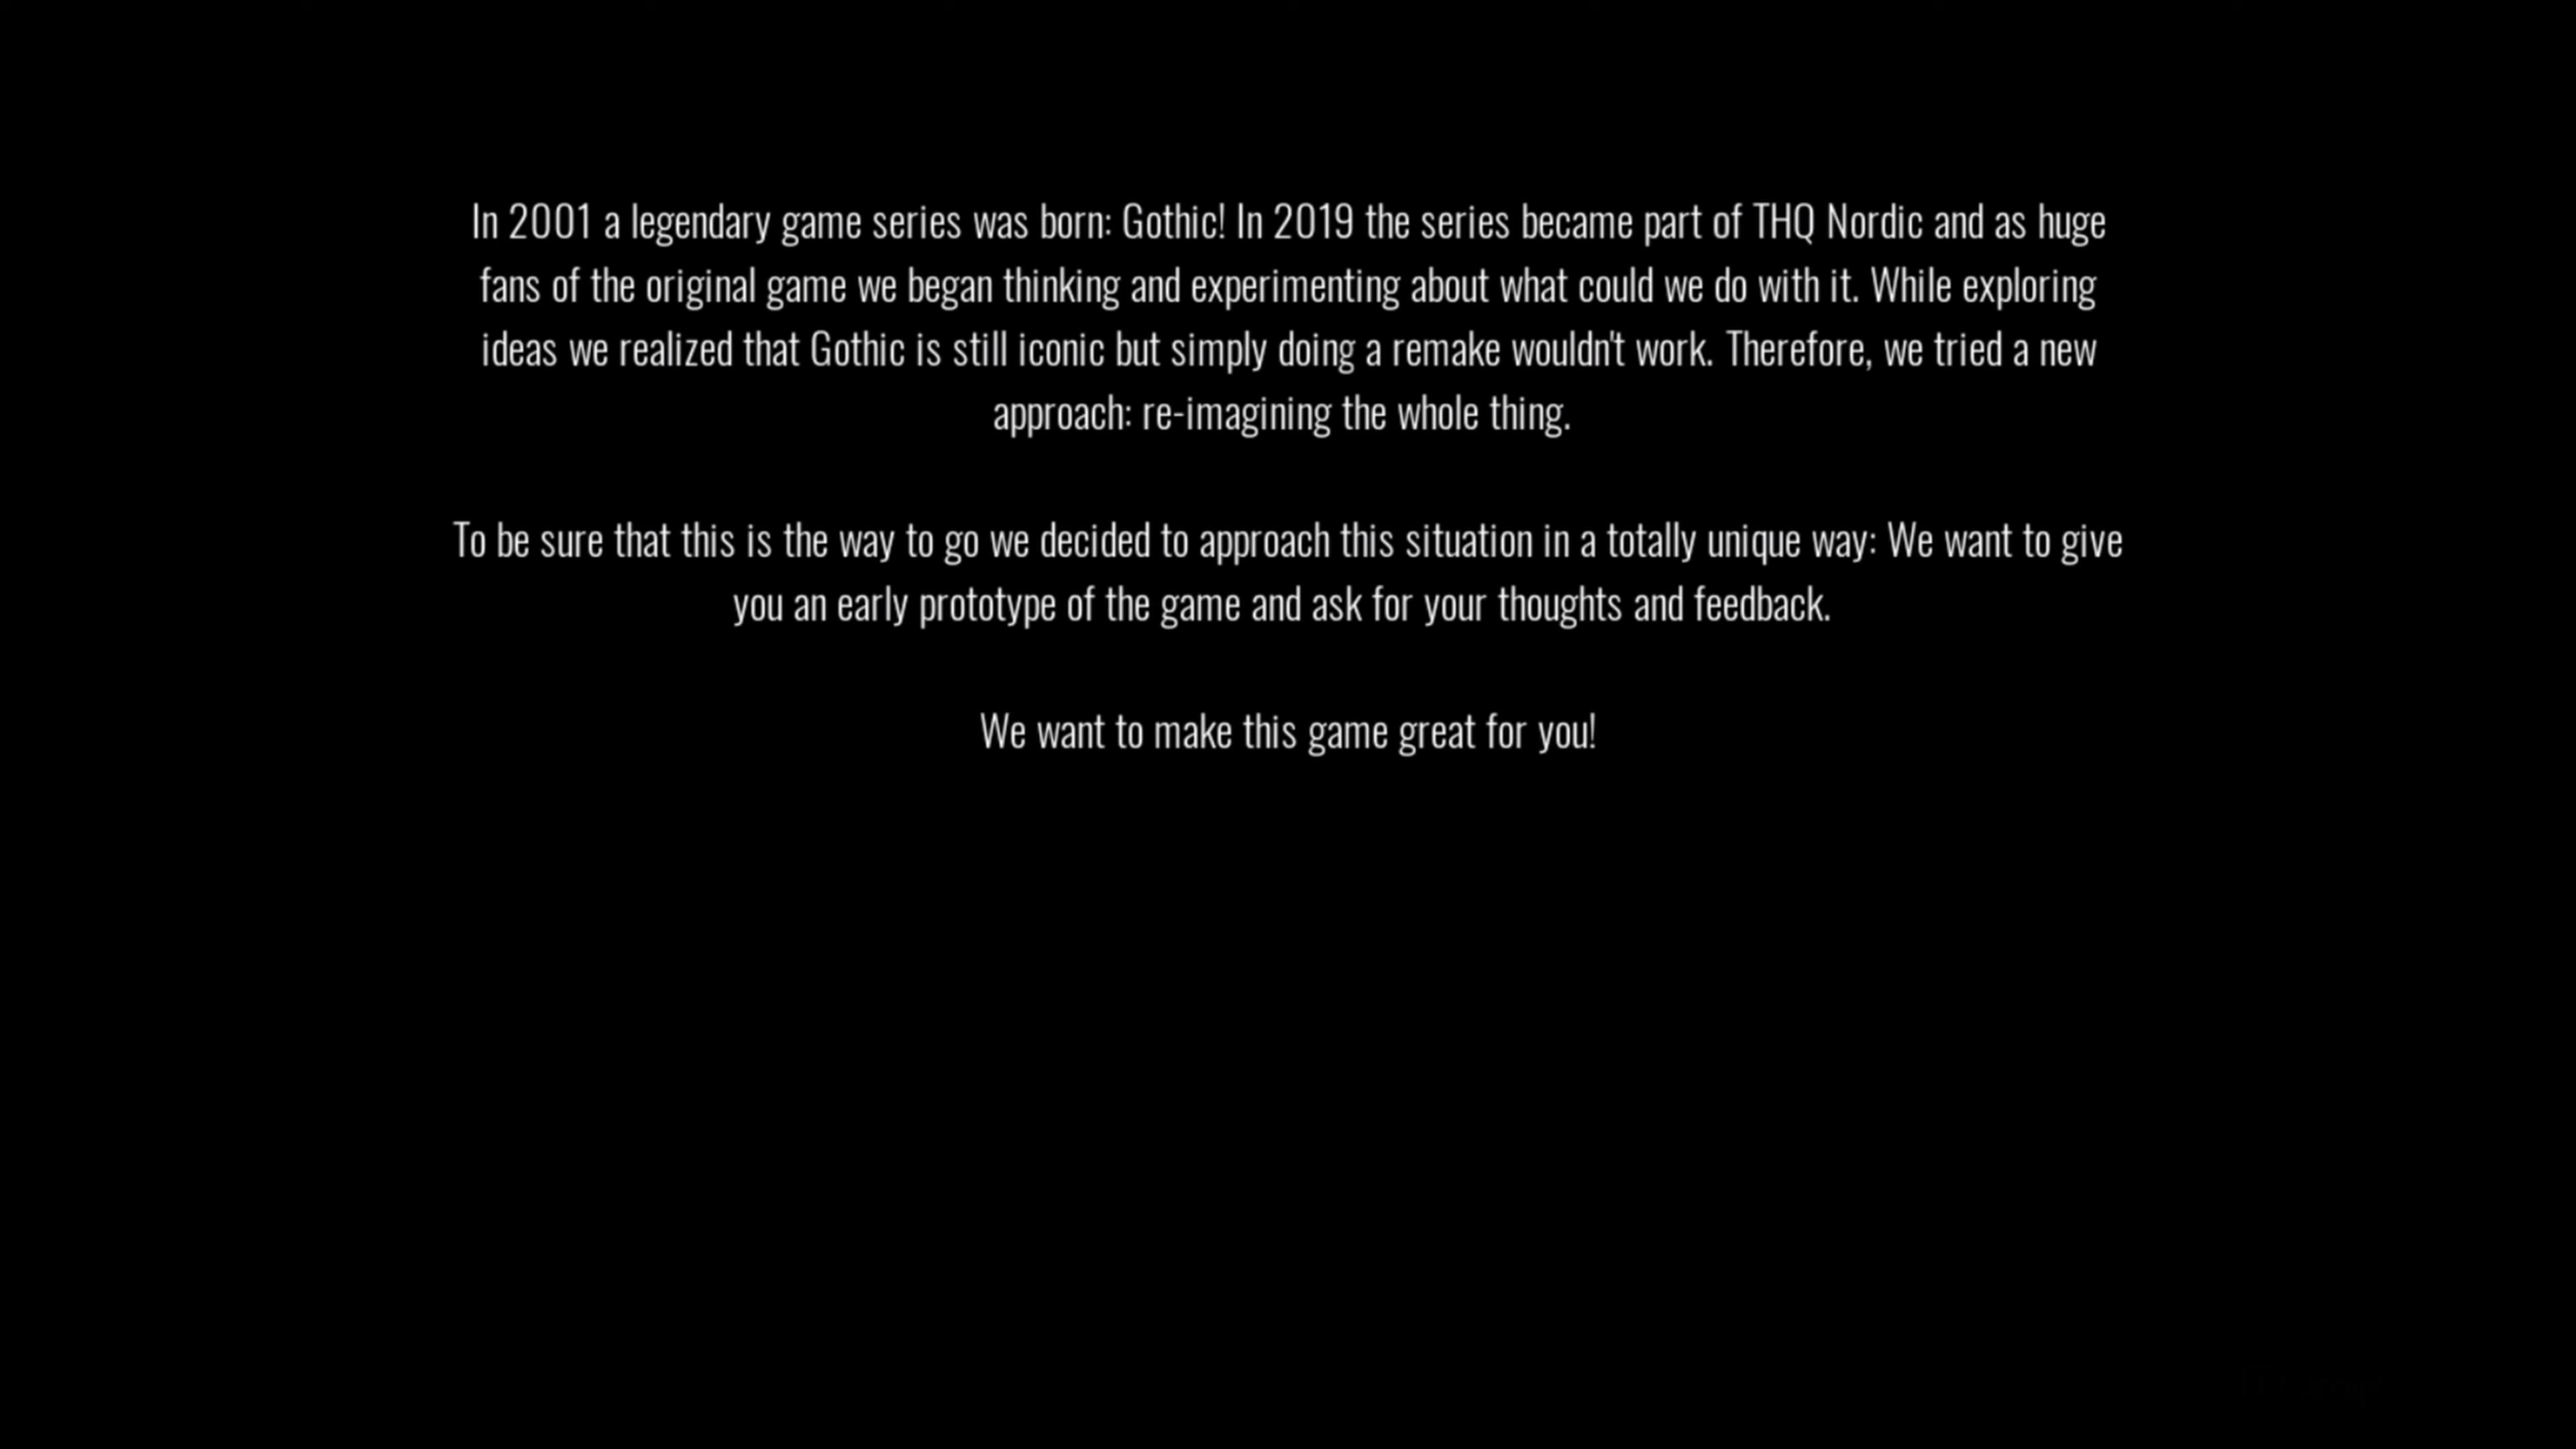 In 2001 a legendary game series was born: Gothic! In 2019 the series became part of THQ Nordic and as huge
fans of the original game we began thinking and experimenting about what could we do with it. While exploring
ideas we realized that Gothic is still iconic but simply doing a remake wouldn't work. Therefore, we tried a new
approach: re-imagining the whole thing.
To be sure that this is the way to go we decided to approach this situation in a totally unique way: We want to give
you an early prototype of the game and ask for your thoughts and feedback.
We want to make this game great for you!